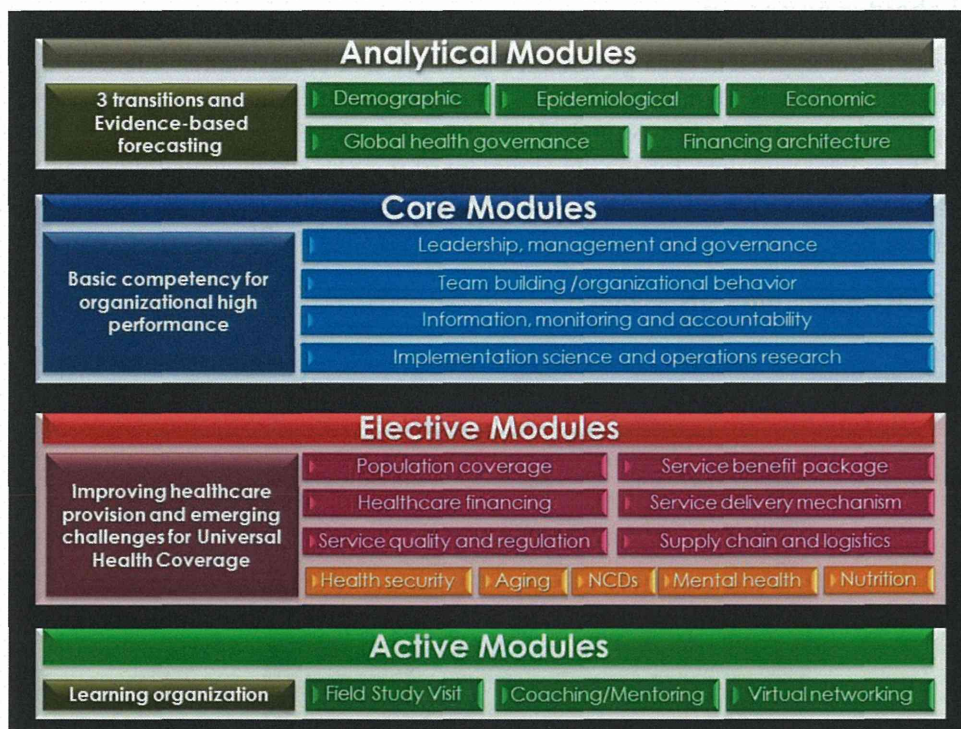 Analytical Modules
3 transitions and
Evidence-based
forecasting
Demographic
Epidemiological
Economic
Global health governance
Financing architecture
Core Modules
Basic competency for
organizational high
performance
Leadership, management and governance
Team building /organizational behavior
Information, monitoring and accountability
Implementation science and operations research
Elective Modules
Improving healthcare
provision and emerging
challenges for Universal
Health Coverage
Population coverage
Service benefit package
Healthcare financing
Service delivery mechanism
Service quality and regulation
Supply chain and logistics
Health security
Aging
NCDs
Mental health
Nutrition
Active Modules
Learning organization
Field Study Visit
Coaching/Mentoring
Virtual networking